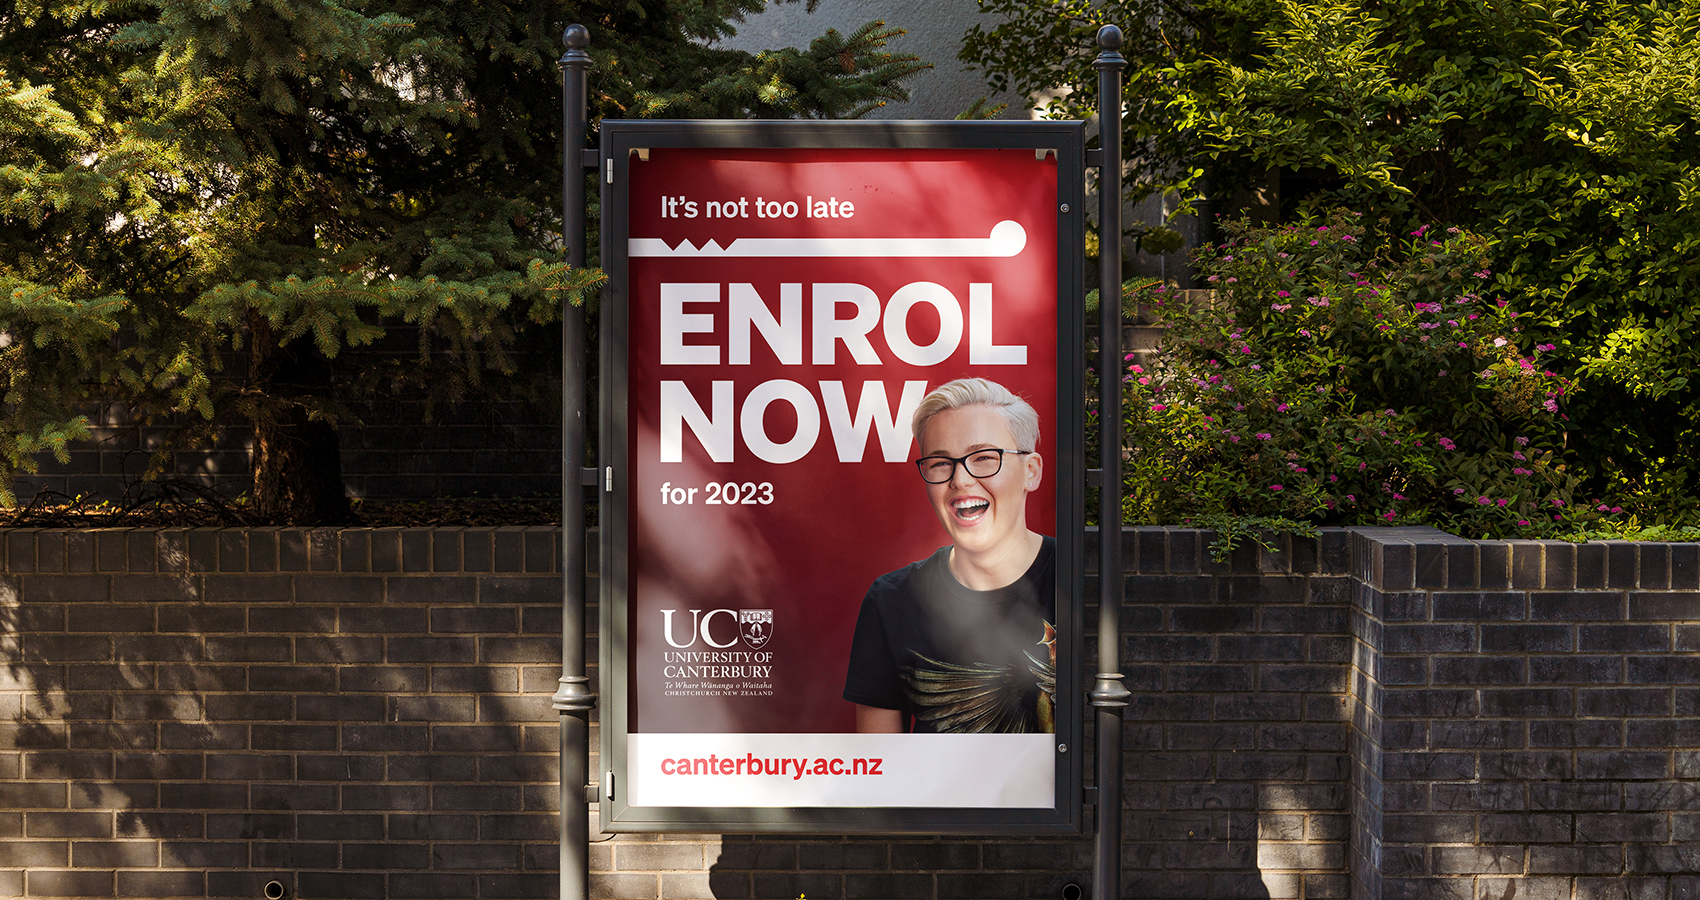 It's not too late
ENROL
NOW
for 2023
UC
UNIVERSITY OF
CANTERBURY
Te Whare Wānanga o Waitaha
CHRISTCHURCH NEW ZEALAND
canterbury.ac.nz